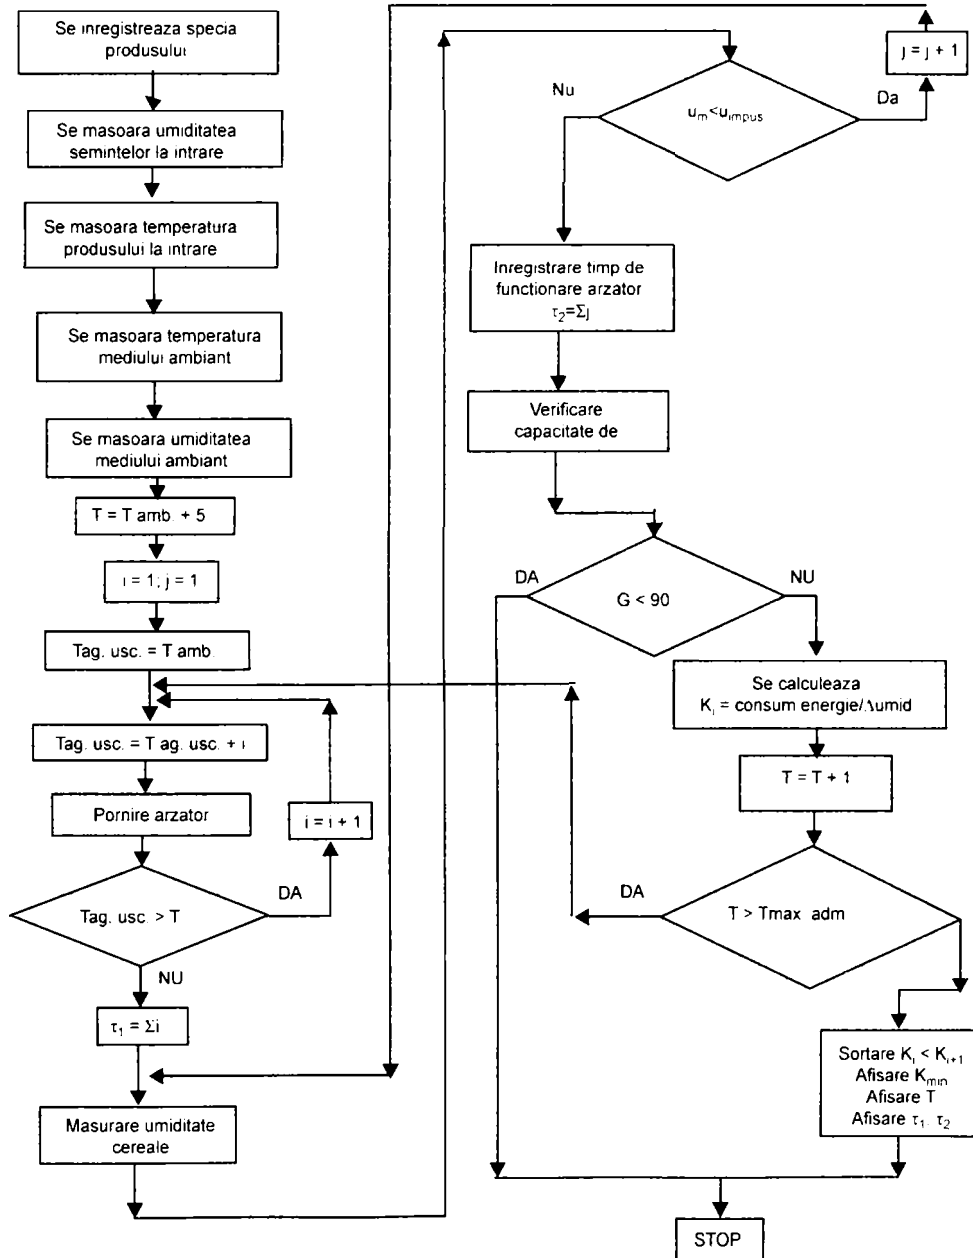 Se inregistreaza specia
produsului
Se masoara umiditatea
semintelor la intrare
Se masoara temperatura
produsului la intrare
Se masoara temperatura
mediului ambiant
Se masoara umiditatea
mediului ambiant
T = T amb. + 5
i = 1; j = 1
Tag. usc. = T amb.
Tag. usc. = T ag. usc. + i
Pornire arzator
i = i + 1
Tag. usc. > T
DA
NU
τ1 = Σi
Masurare umiditate
cereale
j = j + 1
Nu
Da
um<uimpus
Inregistrare timp de
functionare arzator
τ2=Σj
Verificare
capacitate de
DA
NU
G < 90
Se calculeaza
Ki = consum energie/Δumid
T = T + 1
DA
T > Tmax adm
Sortare Ki < Ki+1
Afisare Kmin
Afisare T
Afisare τ1, τ2
STOP